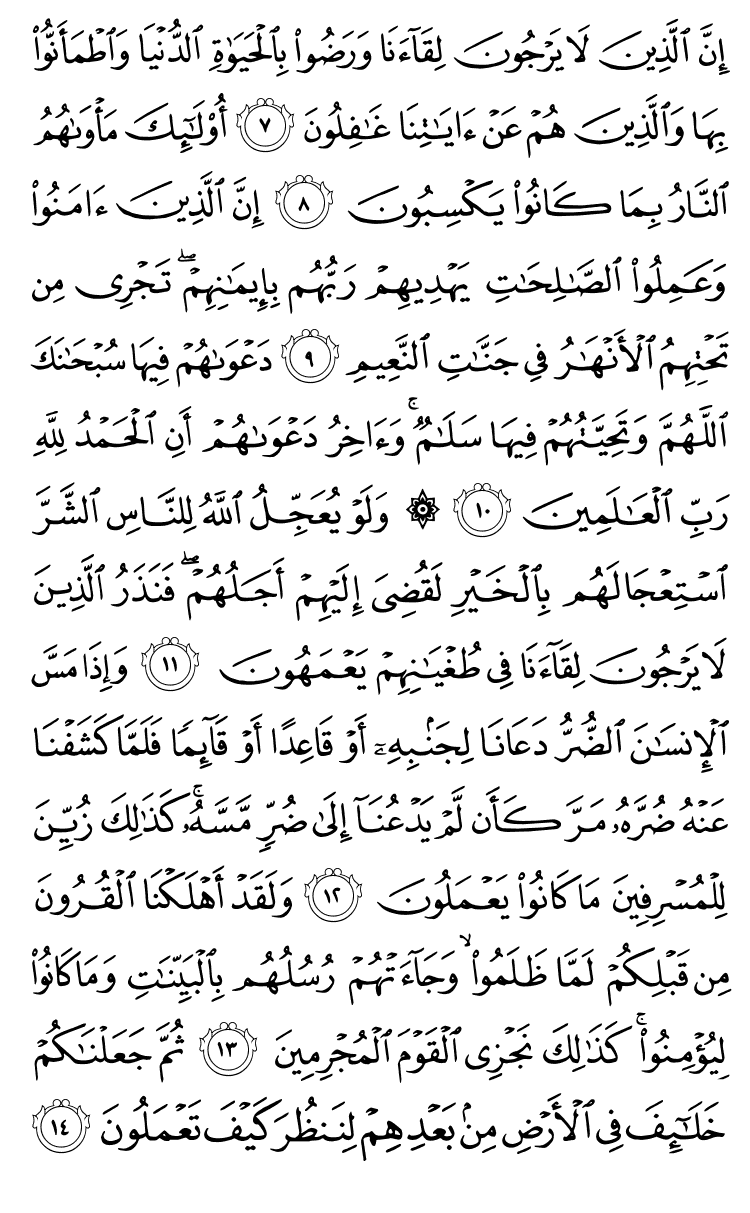 إِنَّ ٱلَّذِينَ لَا يَرْجُونَ لِقَآءَنَا وَرَضُوا۟ بِٱلْحَيَوٰةِ ٱلدُّنْيَا وَٱطْمَأَنُّوا۟
بِهَا وَٱلَّذِينَ هُمْ عَنْ ءَايَـٰتِنَا غَـٰفِلُونَ ٧ أُو۟لَـٰٓئِكَ مَأْوَىٰهُمُ
ٱلنَّارُ بِمَا كَانُوا۟ يَكْسِبُونَ ٨ إِنَّ ٱلَّذِينَ ءَامَنُوا۟
وَعَمِلُوا۟ ٱلصَّـٰلِحَـٰتِ يَهْدِيهِمْ رَبُّهُم بِإِيمَـٰنِهِمْ ۖ تَجْرِى مِن
تَحْتِهِمُ ٱلْأَنْهَـٰرُ فِى جَنَّـٰتِ ٱلنَّعِيمِ ٩ دَعْوَىٰهُمْ فِيهَا سُبْحَـٰنَكَ
ٱللَّهُمَّ وَتَحِيَّتُهُمْ فِيهَا سَلَـٰمٌ ۚ وَءَاخِرُ دَعْوَىٰهُمْ أَنِ ٱلْحَمْدُ لِلَّهِ
رَبِّ ٱلْعَـٰلَمِينَ ١٠ ۞ وَلَوْ يُعَجِّلُ ٱللَّهُ لِلنَّاسِ ٱلشَّرَّ
ٱسْتِعْجَالَهُم بِٱلْخَيْرِ لَقُضِىَ إِلَيْهِمْ أَجَلُهُمْ ۖ فَنَذَرُ ٱلَّذِينَ
لَا يَرْجُونَ لِقَآءَنَا فِى طُغْيَـٰنِهِمْ يَعْمَهُونَ ١١ وَإِذَا مَسَّ
ٱلْإِنسَـٰنَ ٱلضُّرُّ دَعَانَا لِجَنۢبِهِۦٓ أَوْ قَاعِدًا أَوْ قَآئِمًا فَلَمَّا كَشَفْنَا
عَنْهُ ضُرَّهُۥ مَرَّ كَأَن لَّمْ يَدْعُنَآ إِلَىٰ ضُرٍّ مَّسَّهُۥ ۚ كَذَٰلِكَ زُيِّنَ
لِلْمُسْرِفِينَ مَا كَانُوا۟ يَعْمَلُونَ ١٢ وَلَقَدْ أَهْلَكْنَا ٱلْقُرُونَ
مِن قَبْلِكُمْ لَمَّا ظَلَمُوا۟ ۙ وَجَآءَتْهُمْ رُسُلُهُم بِٱلْبَيِّنَـٰتِ وَمَا كَانُوا۟
لِيُؤْمِنُوا۟ ۚ كَذَٰلِكَ نَجْزِى ٱلْقَوْمَ ٱلْمُجْرِمِينَ ١٣ ثُمَّ جَعَلْنَـٰكُمْ
خَلَـٰٓئِفَ فِى ٱلْأَرْضِ مِنۢ بَعْدِهِمْ لِنَنظُرَ كَيْفَ تَعْمَلُونَ ١٤